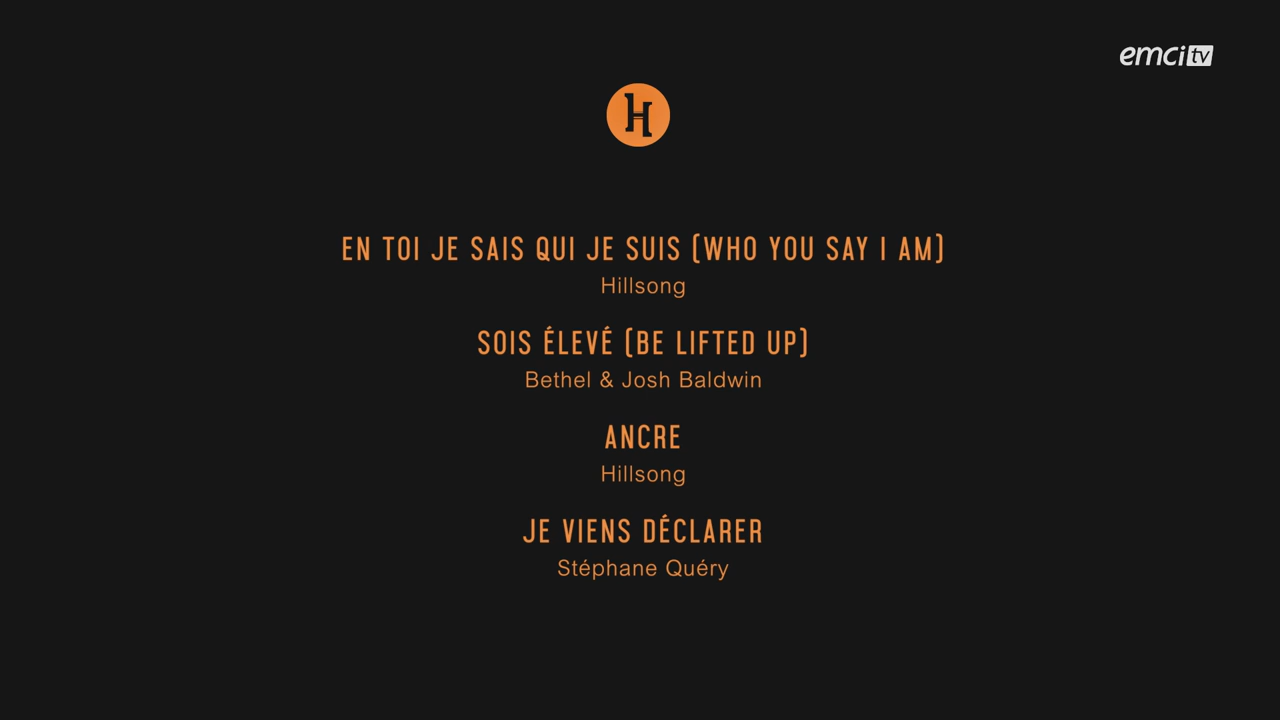 emci tv
H
EN TOI JE SAIS QUI JE SUIS (WHO YOU SAY I AM)
Hillsong
SOIS ÉLEVÉ (BE LIFTED UP)
Bethel & Josh Baldwin
ANCRE
Hillsong
JE VIENS DÉCLARER
Stéphane Quéry